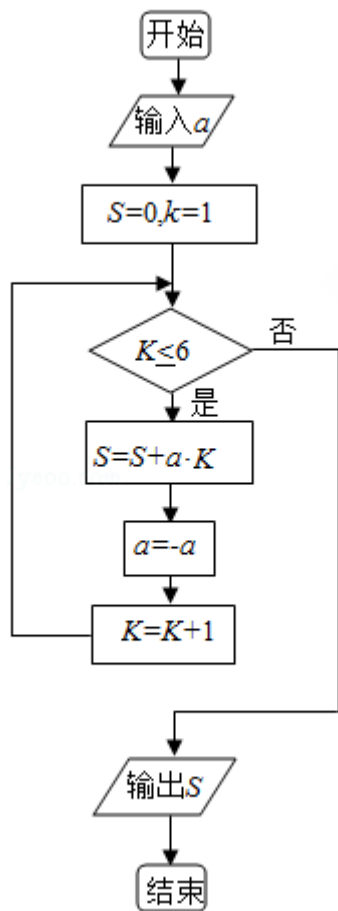 开始
输入a
S=0,k=1
K≤6
否
是
S=S+a·K
a=-a
K=K+1
输出S
结束